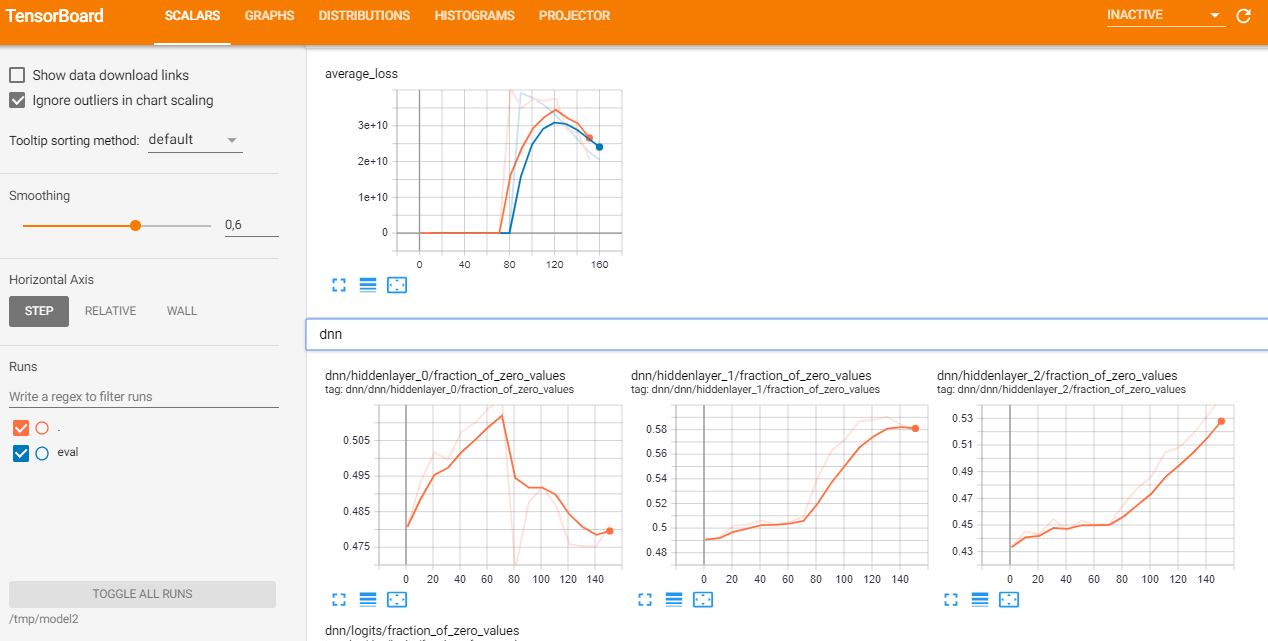 TensorBoard SCALARS GRAPHS DISTRIBUTIONS HISTOGRAMS PROJECTOR INACTIVE
Show data download links
Ignore outliers in chart scaling
Tooltip sorting method: default
Smoothing
0,6
Horizontal Axis
STEP RELATIVE WALL
Runs
Write a regex to filter runs
.
eval
TOGGLE ALL RUNS
/tmp/model2
average_loss
3e+10
2e+10
1e+10
0
0 40 80 120 160
dnn
dnn/hiddenlayer_0/fraction_of_zero_values
tag: dnn/dnn/hiddenlayer_0/fraction_of_zero_values
0.505
0.495
0.485
0.475
0 20 40 60 80 100 120 140
dnn/hiddenlayer_1/fraction_of_zero_values
tag: dnn/dnn/hiddenlayer_1/fraction_of_zero_values
0.58
0.56
0.54
0.52
0.5
0.48
0 20 40 60 80 100 120 140
dnn/hiddenlayer_2/fraction_of_zero_values
tag: dnn/dnn/hiddenlayer_2/fraction_of_zero_values
0.53
0.51
0.49
0.47
0.45
0.43
0 20 40 60 80 100 120 140
dnn/logits/fraction_of_zero_values